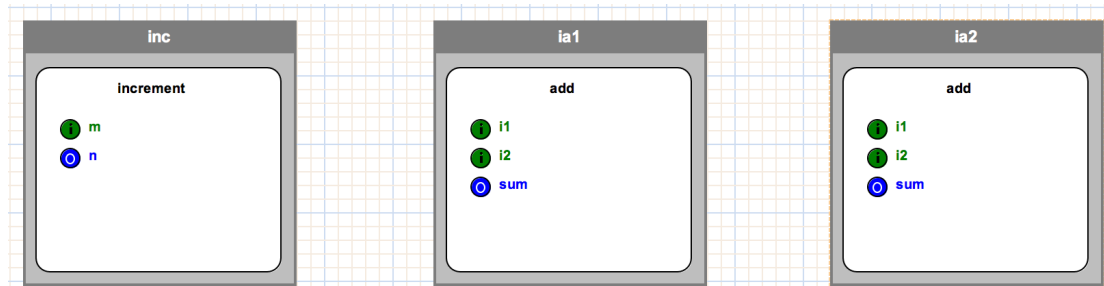 inc
increment
i m
O n
ia1
add
i i1
i i2
O sum
ia2
add
i i1
i i2
O sum